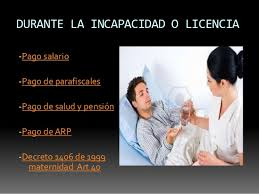 DURANTE LA INCAPACIDAD O LICENCIA
-Pago salario
-Pago de parafiscales
-Pago de salud y pensión
-Pago de ARP
-Decreto 1406 de 1999
maternidad Art 40